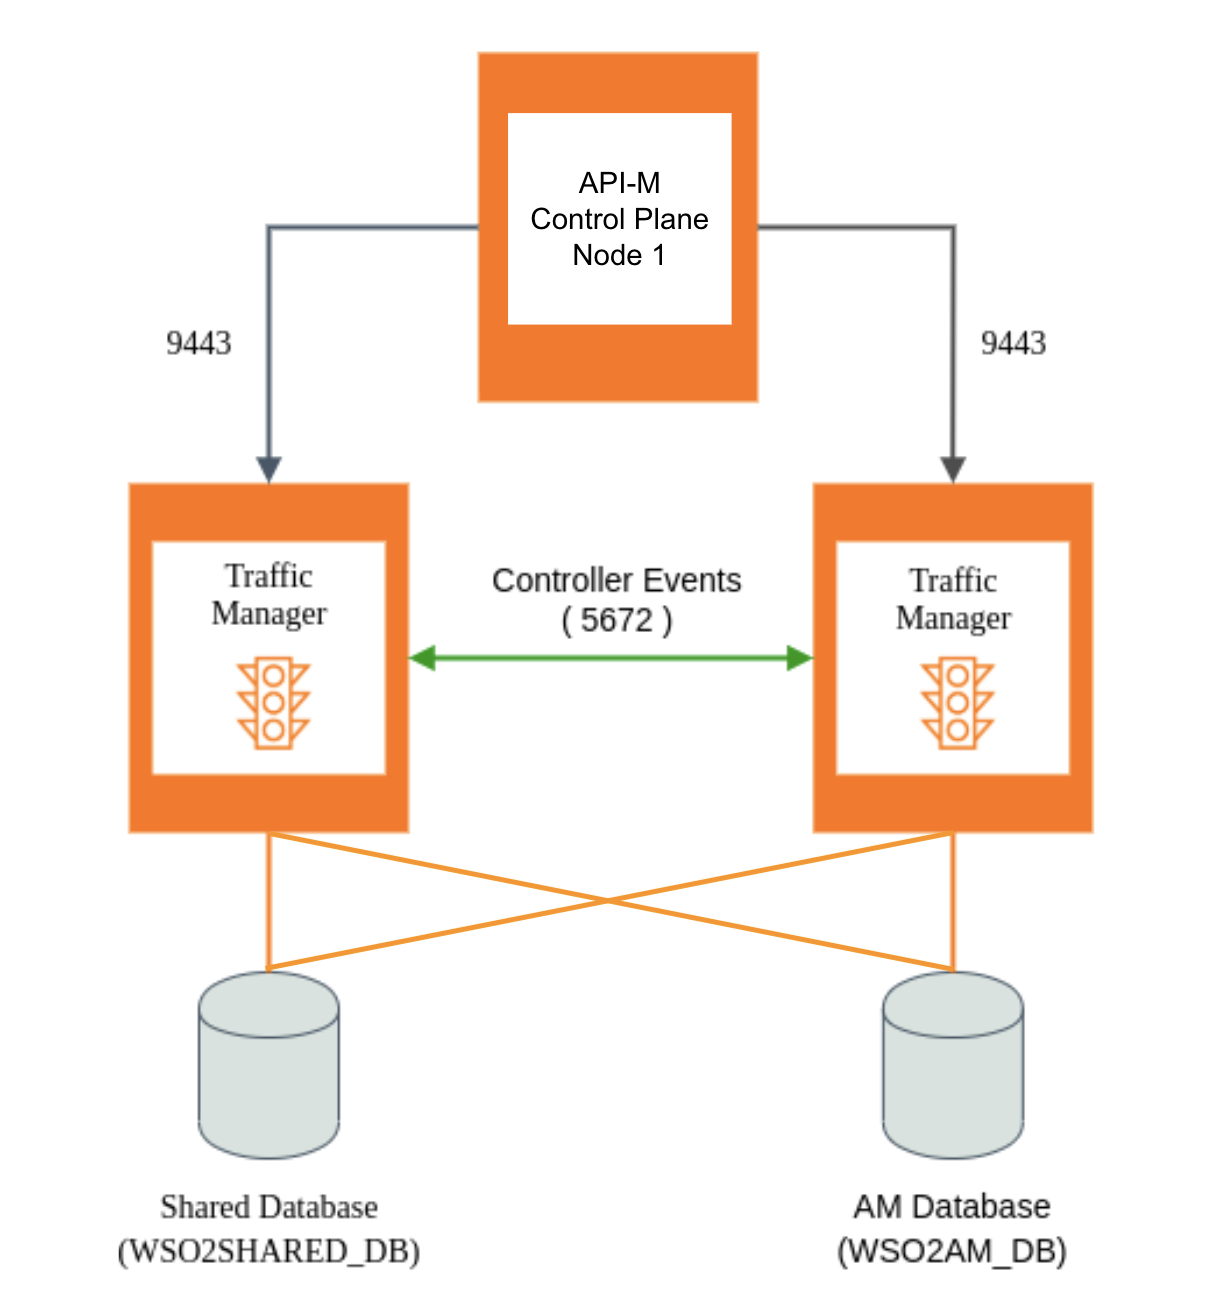 API-M
Control Plane
Node 1
9443
9443
Traffic
Manager
Controller Events
( 5672 )
Traffic
Manager
Shared Database
(WSO2SHARED_DB)
AM Database
(WSO2AM_DB)